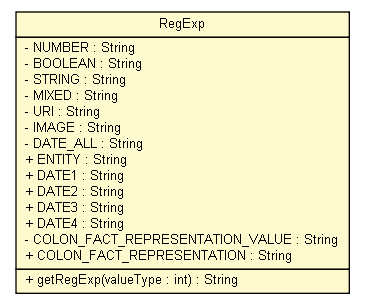 RegExp
- NUMBER : String
- BOOLEAN : String
- STRING : String
- MIXED : String
- URI : String
- IMAGE : String
- DATE_ALL : String
+ ENTITY : String
+ DATE1 : String
+ DATE2 : String
+ DATE3 : String
+ DATE4 : String
- COLON_FACT_REPRESENTATION_VALUE : String
+ COLON_FACT_REPRESENTATION : String
+ getRegExp(valueType : int) : String